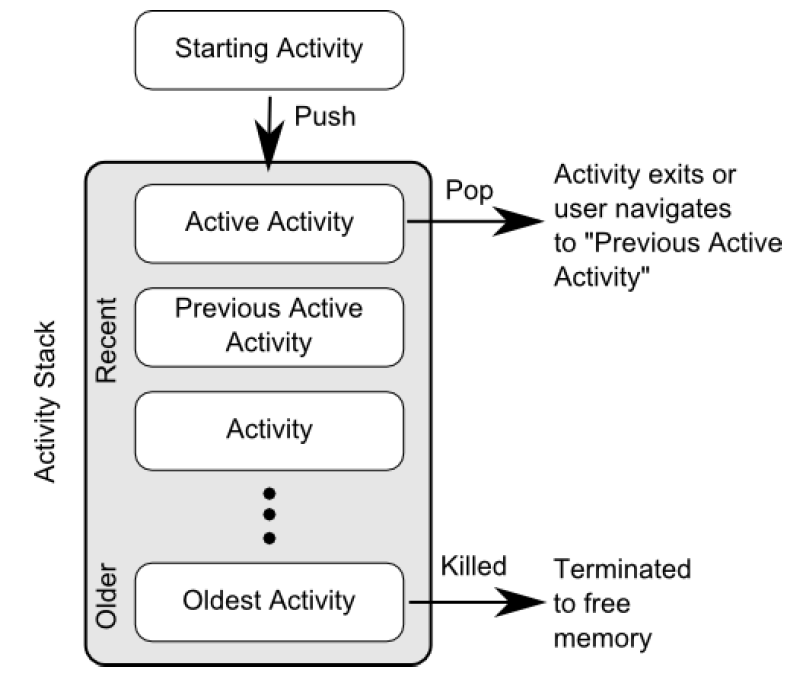 Starting Activity
Push
Active Activity
Pop
Activity exits or
user navigates
to "Previous Active
Activity"
Previous Active
Activity
Recent
Activity Stack
Activity
Older
Oldest Activity
Killed
Terminated
to free
memory